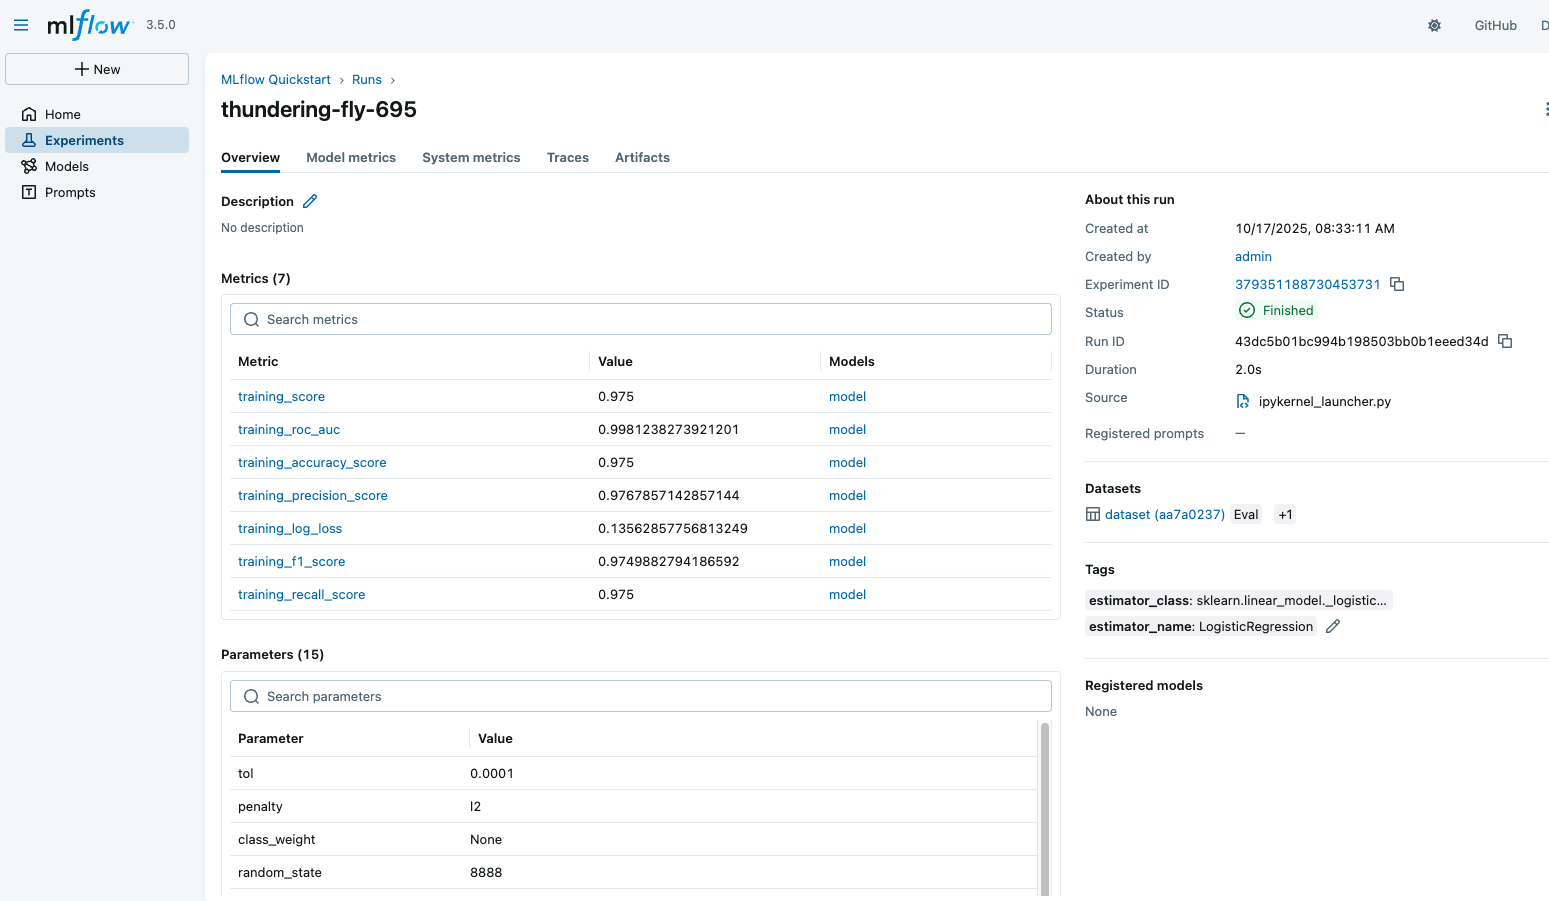 mlflow 3.5.0
GitHub
New
Home
Experiments
Models
Prompts
MLflow Quickstart › Runs ›
thundering-fly-695
Overview Model metrics System metrics Traces Artifacts
Description
No description
Metrics (7)
Search metrics
Metric Value Models
training_score 0.975 model
training_roc_auc 0.9981238273921201 model
training_accuracy_score 0.975 model
training_precision_score 0.9767857142857144 model
training_log_loss 0.13562857756813249 model
training_f1_score 0.9749882794186592 model
training_recall_score 0.975 model
Parameters (15)
Search parameters
Parameter Value
tol 0.0001
penalty l2
class_weight None
random_state 8888
About this run
Created at 10/17/2025, 08:33:11 AM
Created by admin
Experiment ID 379351188730453731
Status Finished
Run ID 43dc5b01bc994b198503bb0b1eeed34d
Duration 2.0s
Source ipykernel_launcher.py
Registered prompts —
Datasets
dataset (aa7a0237) Eval +1
Tags
estimator_class: sklearn.linear_model._logistic...
estimator_name: LogisticRegression
Registered models
None